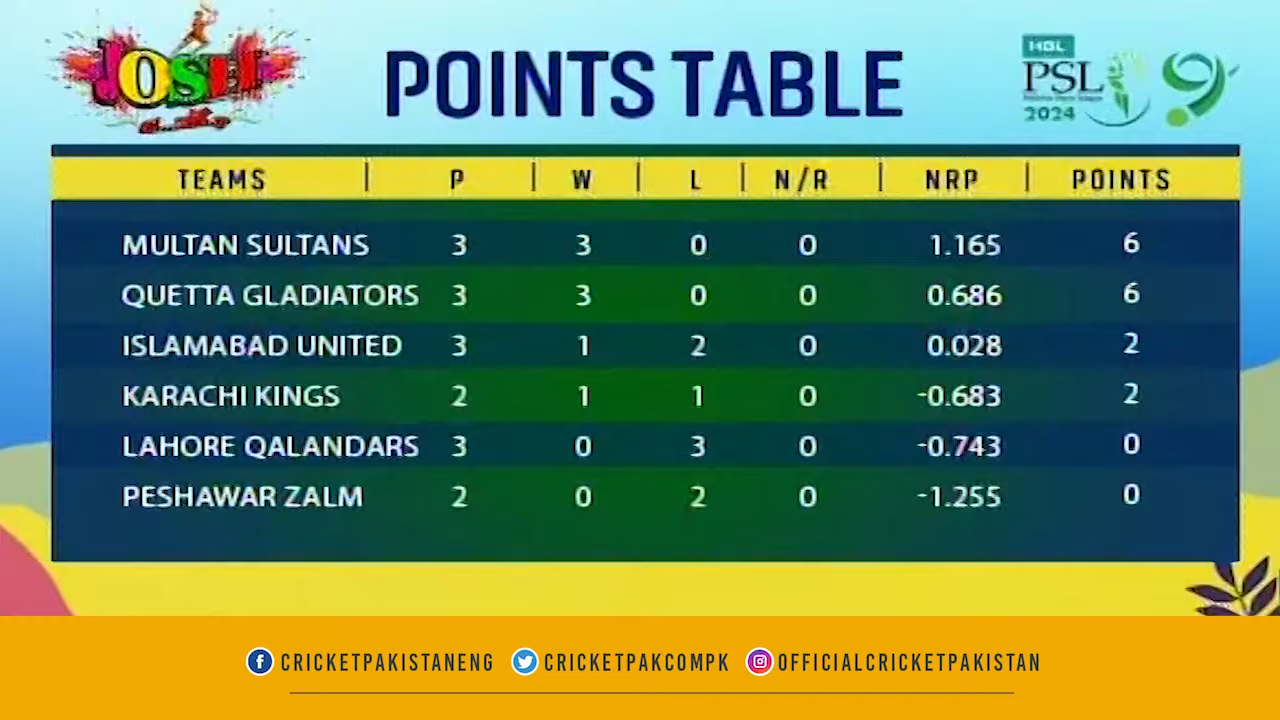 JOSH
POINTS TABLE
HBL
PSL
2024
9
TEAMS | P | W | L | N/R | NRP | POINTS
MULTAN SULTANS 3 3 0 0 1.165 6
QUETTA GLADIATORS 3 3 0 0 0.686 6
ISLAMABAD UNITED 3 1 2 0 0.028 2
KARACHI KINGS 2 1 1 0 -0.683 2
LAHORE QALANDARS 3 0 3 0 -0.743 0
PESHAWAR ZALM 2 0 2 0 -1.255 0
CRICKETPAKISTANENG CRICKETPAKCOMPK OFFICIALCRICKETPAKISTAN